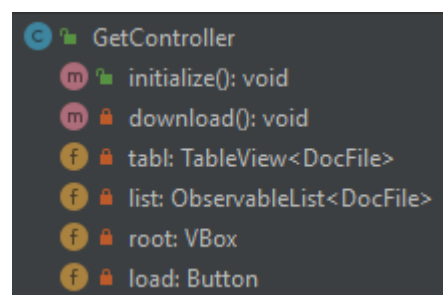 C GetController
m initialize(): void
m download(): void
f tabl: TableView<DocFile>
f list: ObservableList<DocFile>
f root: VBox
f load: Button